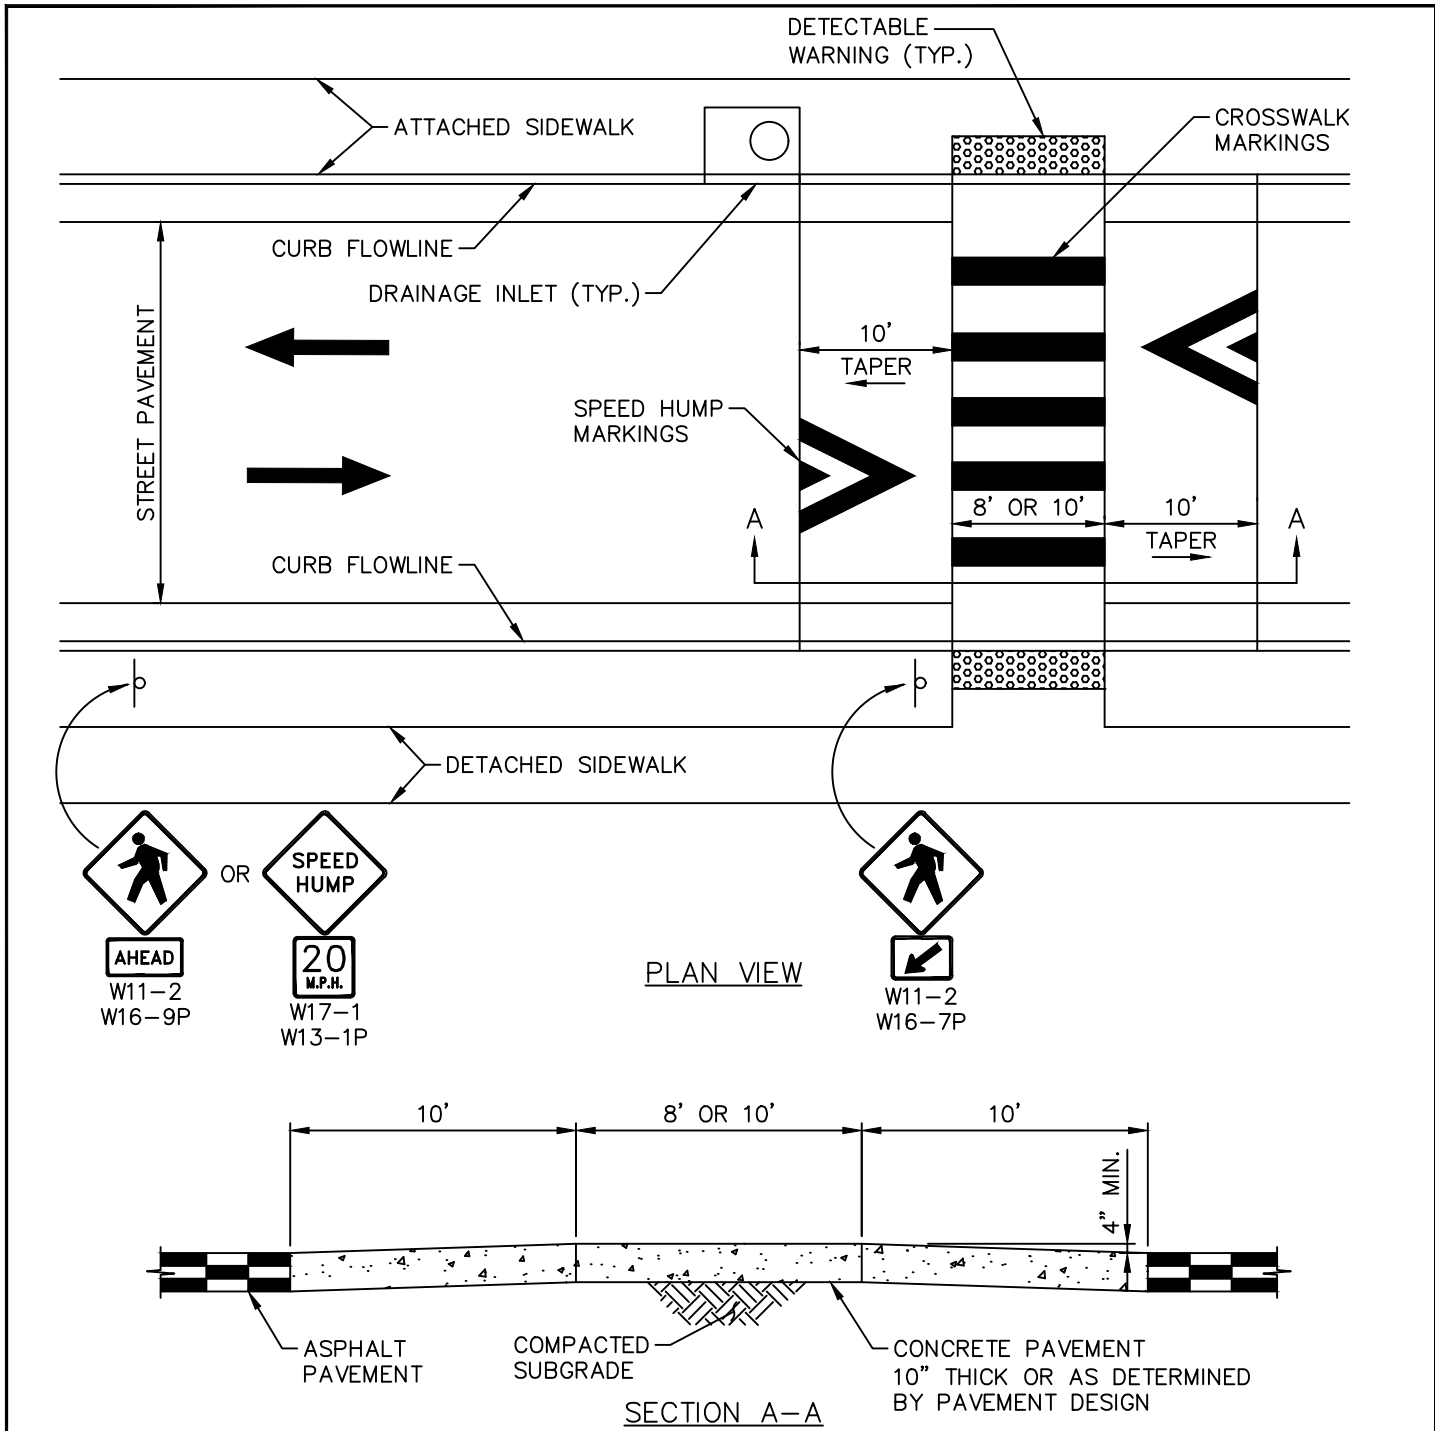 DETECTABLE
WARNING (TYP.)
ATTACHED SIDEWALK
CROSSWALK
MARKINGS
CURB FLOWLINE
DRAINAGE INLET (TYP.)
STREET PAVEMENT
10'
TAPER
SPEED HUMP
MARKINGS
8' OR 10'
10'
A
A
TAPER
CURB FLOWLINE
DETACHED SIDEWALK
OR
SPEED
HUMP
AHEAD
20
M.P.H.
W11-2
W16-9P
W17-1
W13-1P
PLAN VIEW
W11-2
W16-7P
10'
8' OR 10'
10'
4" MIN.
ASPHALT
PAVEMENT
COMPACTED
SUBGRADE
CONCRETE PAVEMENT
10" THICK OR AS DETERMINED
BY PAVEMENT DESIGN
SECTION A-A